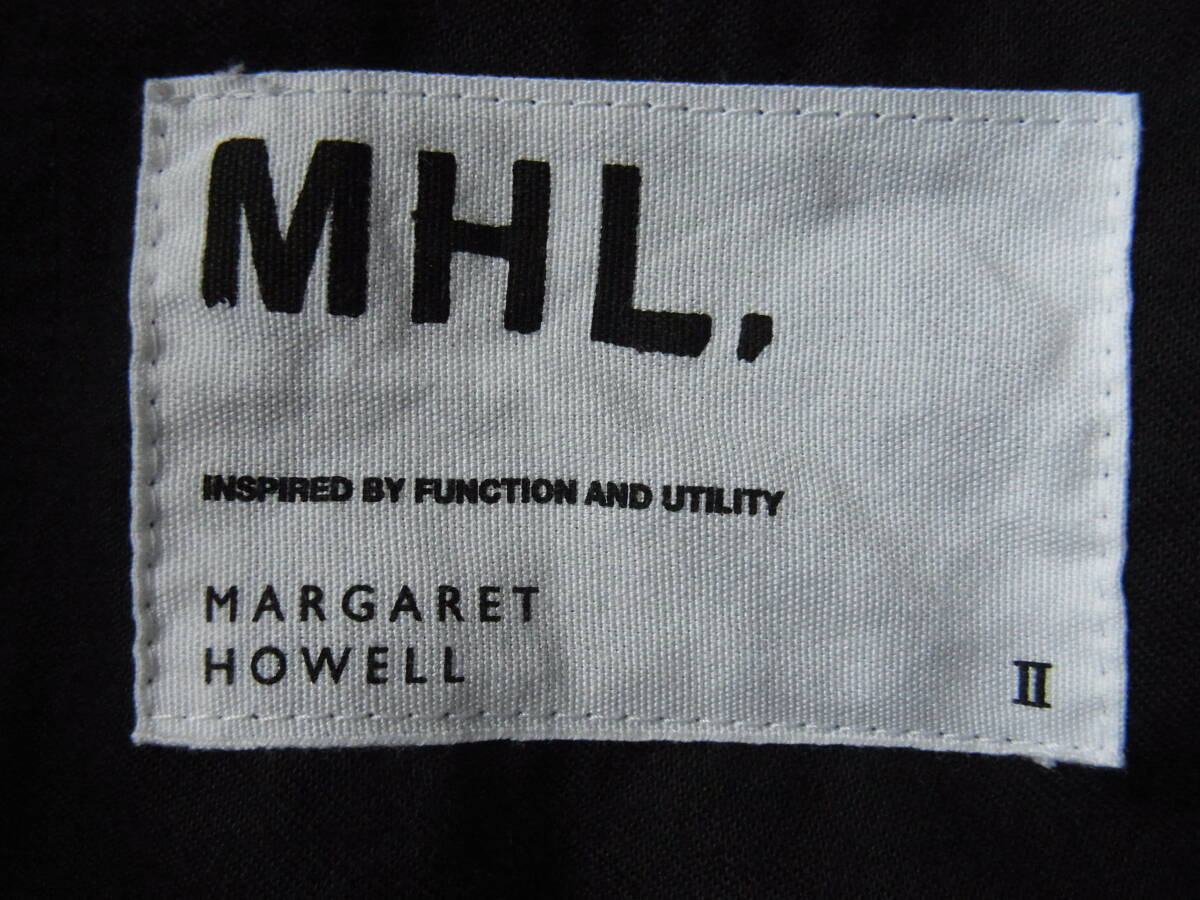 MHL.
INSPIRED BY FUNCTION AND UTILITY
MARGARET
HOWELL
II